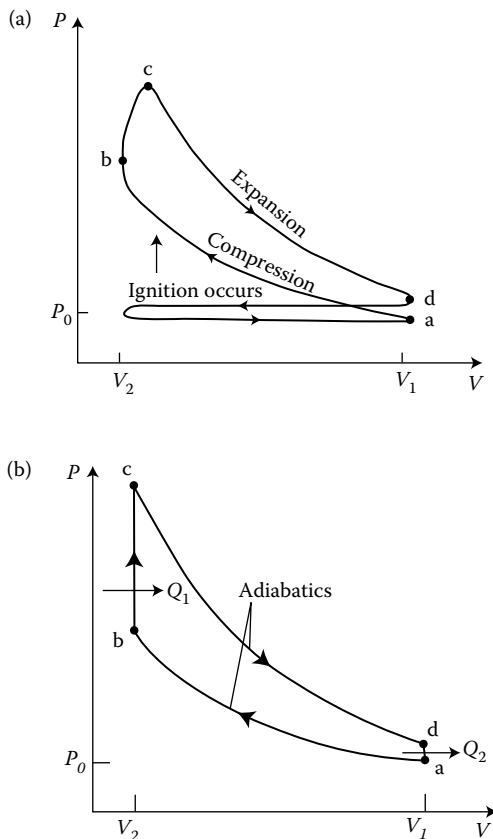 (a)
P
c
b
Expansion
Compression
Ignition occurs
d
a
P0
V2
V1
V
(b)
P
c
Q1
Adiabatics
b
d
Q2
a
P0
V2
V1
V